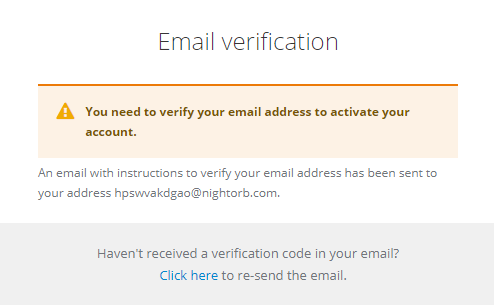 Email verification
You need to verify your email address to activate your
account.
An email with instructions to verify your email address has been sent to
your address hpswvakdgao@nightorb.com.
Haven't received a verification code in your email?
Click here to re-send the email.